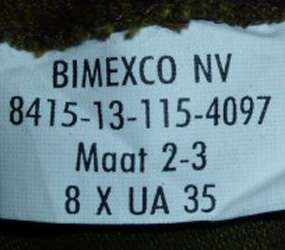 BIMEXCO NV
8415-13-115-4097
Maat 2-3
8 X UA 35